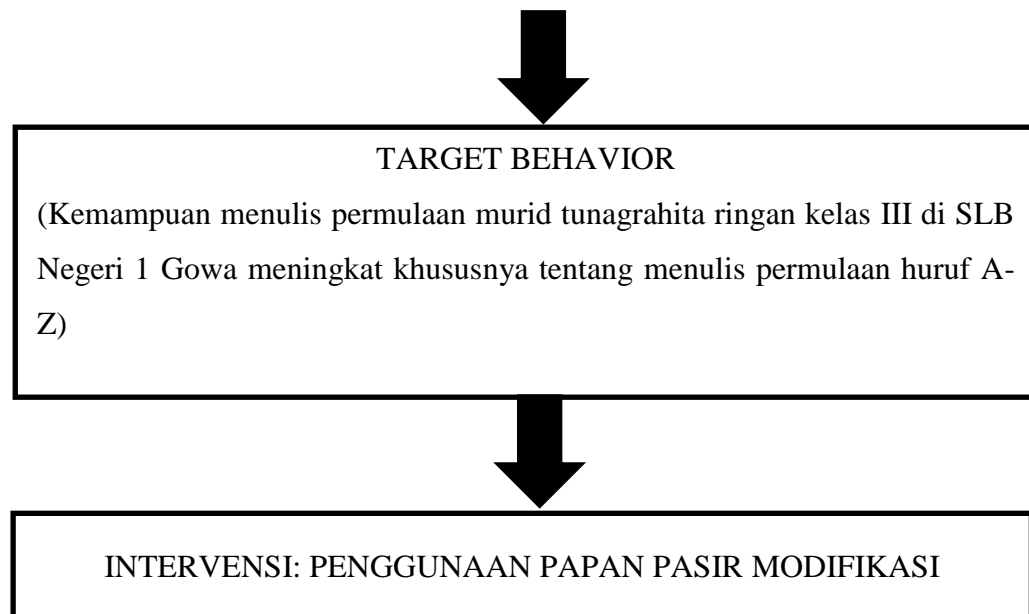 TARGET BEHAVIOR
(Kemampuan menulis permulaan murid tunagrahita ringan kelas III di SLB
Negeri 1 Gowa meningkat khususnya tentang menulis permulaan huruf A-
Z)
INTERVENSI: PENGGUNAAN PAPAN PASIR MODIFIKASI